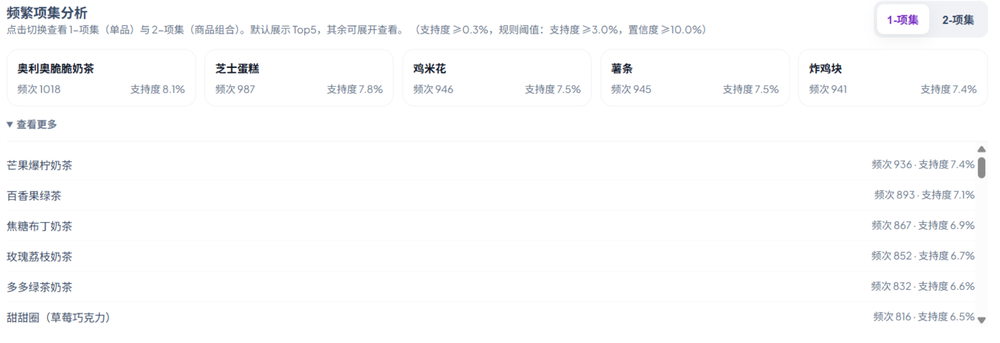 频繁项集分析
点击切换查看 1-项集（单品）与 2-项集（商品组合）。默认展示 Top5，其余可展开查看。（支持度 ≥0.3%，规则阈值：支持度 ≥3.0%，置信度 ≥10.0%）
1-项集 2-项集
奥利奥脆脆奶茶
频次 1018 支持度 8.1%
芝士蛋糕
频次 987 支持度 7.8%
鸡米花
频次 946 支持度 7.5%
薯条
频次 945 支持度 7.5%
炸鸡块
频次 941 支持度 7.4%
▼ 查看更多
芒果爆柠奶茶 频次 936 · 支持度 7.4%
百香果绿茶 频次 893 · 支持度 7.1%
焦糖布丁奶茶 频次 867 · 支持度 6.9%
玫瑰荔枝奶茶 频次 852 · 支持度 6.7%
多多绿茶奶茶 频次 832 · 支持度 6.6%
甜甜圈（草莓巧克力） 频次 816 · 支持度 6.5%